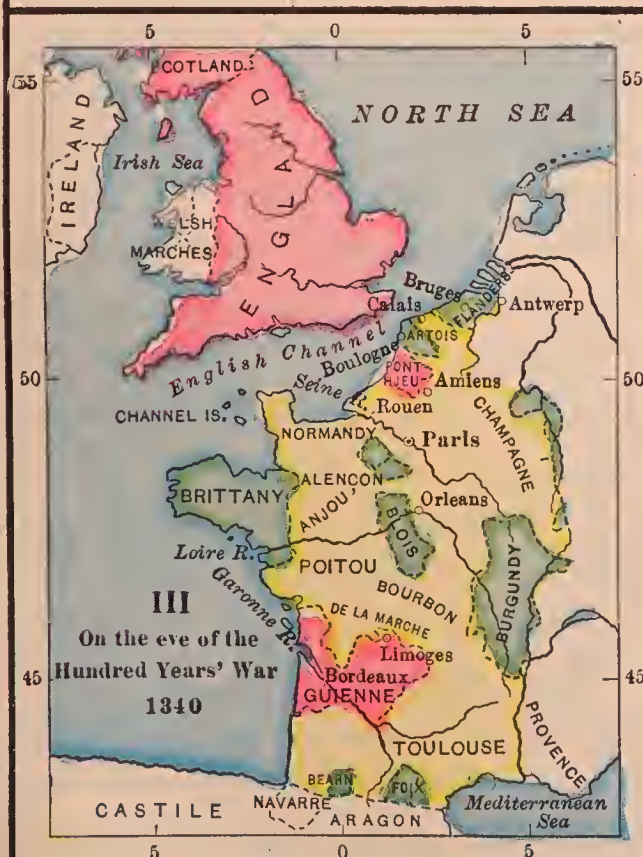 5 0 5
55 55
COTLAND
NORTH SEA
IRELAND
Irish Sea
ENGLAND
WELSH
MARCHES
Bruges
Calais
FLANDERS
Antwerp
ARTOIS
English Channel
Boulogne
PONT
HIEU
50 50
Amiens
Seine R.
Rouen
CHANNEL IS.
NORMANDY
Paris
CHAMPAGNE
ALENÇON
BRITTANY
ANJOU
Orleans
BLOIS
Loire R.
POITOU
BOURBON
BURGUNDY
Garonne R.
DE LA MARCHE
III
On the eve of the
Hundred Years' War
1340
Limöges
Bordeaux
GUIENNE
45 45
PROVENCE
TOULOUSE
BEARN
FOIX
NAVARRE
CASTILE
ARAGON
Mediterranean
Sea
5 0 5